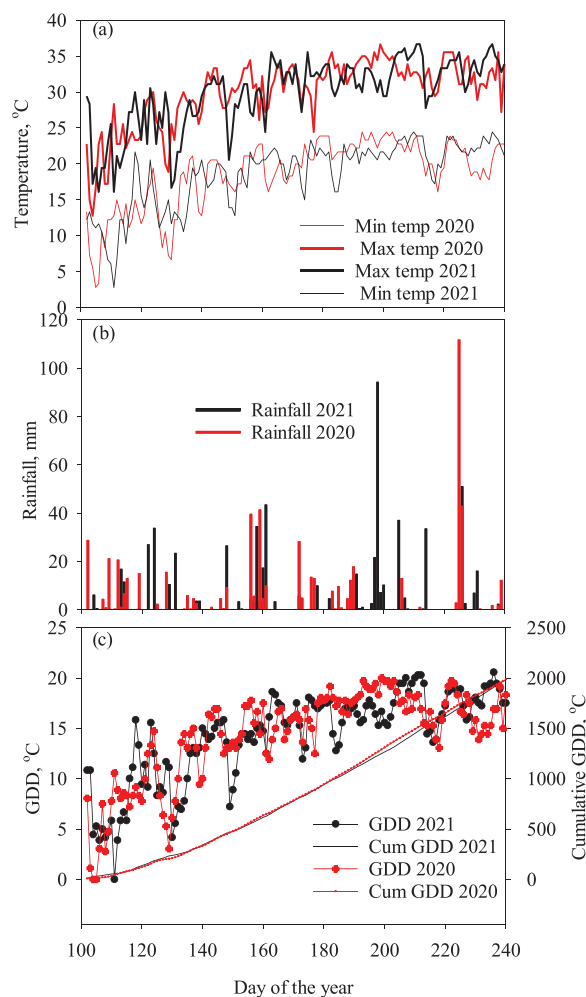 (a)
40
35
30
25
20
15
10
5
0
Temperature, °C
Min temp 2020
Max temp 2020
Max temp 2021
Min temp 2021
(b)
120
100
80
60
40
20
0
Rainfall, mm
Rainfall 2021
Rainfall 2020
(c)
25
20
15
10
5
0
GDD, °C
2500
2000
1500
1000
500
0
Cumulative GDD, °C
GDD 2021
Cum GDD 2021
GDD 2020
Cum GDD 2020
100 120 140 160 180 200 220 240
Day of the year